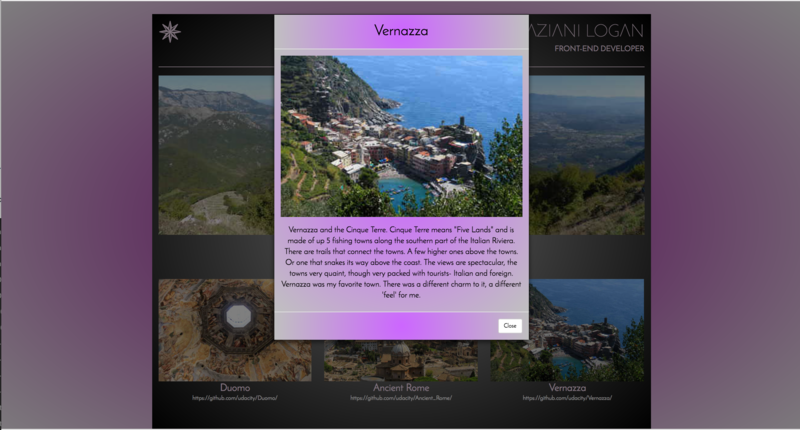 Vernazza
AZIANI LOGAN
FRONT-END DEVELOPER
Vernazza and the Cinque Terre. Cinque Terre means "Five Lands" and is
made of up 5 fishing towns along the southern part of the Italian Riviera.
There are trails that connect the towns. A few higher ones above the towns.
Or one that snakes its way above the coast. The views are spectacular, the
towns very quaint, though very packed with tourists- Italian and foreign.
Vernazza was my favorite town. There was a different charm to it, a different
'feel' for me.
Close
Duomo
Ancient Rome
Vernazza
https://github.com/udacity/Duomo/
https://github.com/udacity/Ancient_Rome/
https://github.com/udacity/Vernazza/